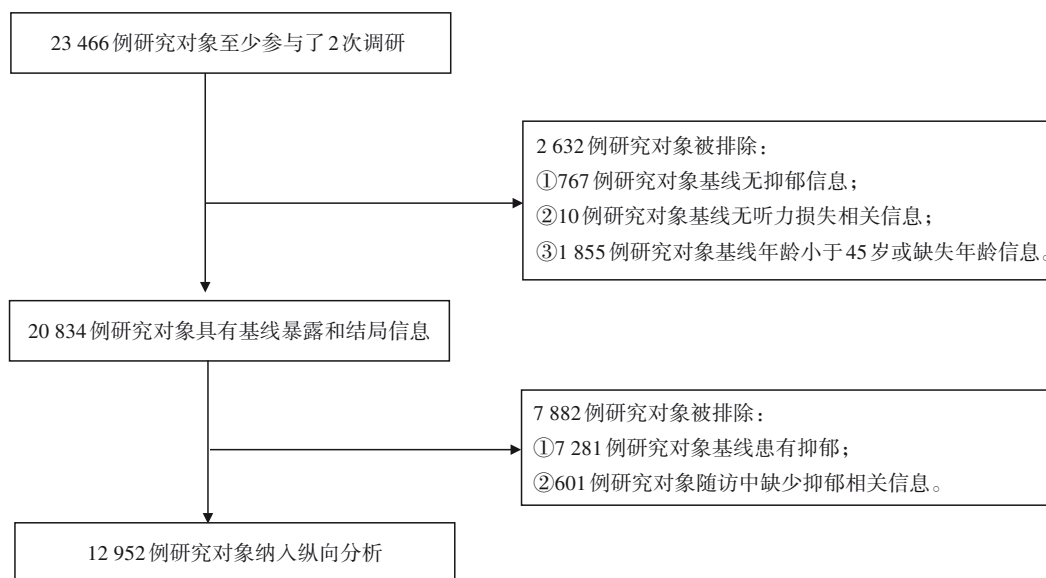 23 466例研究对象至少参与了2次调研
2 632例研究对象被排除：
①767例研究对象基线无抑郁信息；
②10例研究对象基线无听力损失相关信息；
③1 855例研究对象基线年龄小于45岁或缺失年龄信息。
20 834例研究对象具有基线暴露和结局信息
7 882例研究对象被排除：
①7 281例研究对象基线患有抑郁；
②601例研究对象随访中缺少抑郁相关信息。
12 952例研究对象纳入纵向分析